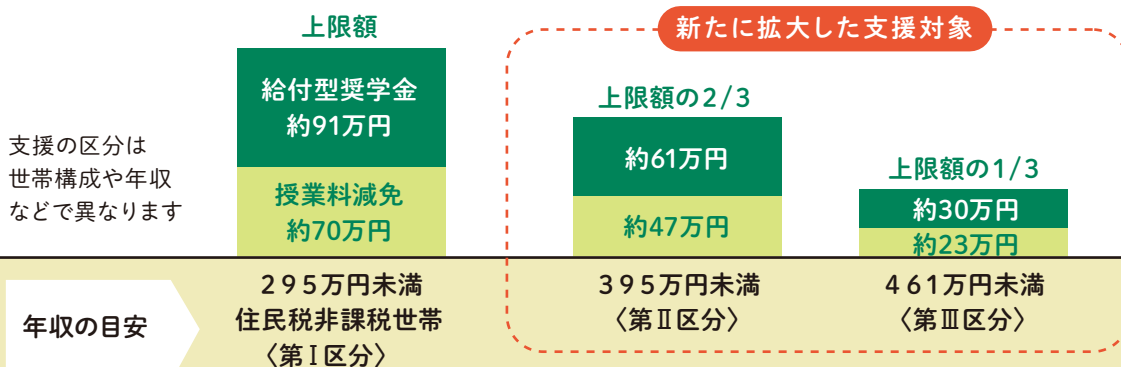 新たに拡大した支援対象
上限額
給付型奨学金
約91万円
授業料減免
約70万円
上限額の2/3
約61万円
約47万円
上限額の1/3
約30万円
約23万円
支援の区分は
世帯構成や年収
などで異なります
年収の目安
295万円未満
住民税非課税世帯
〈第Ⅰ区分〉
395万円未満
〈第Ⅱ区分〉
461万円未満
〈第Ⅲ区分〉